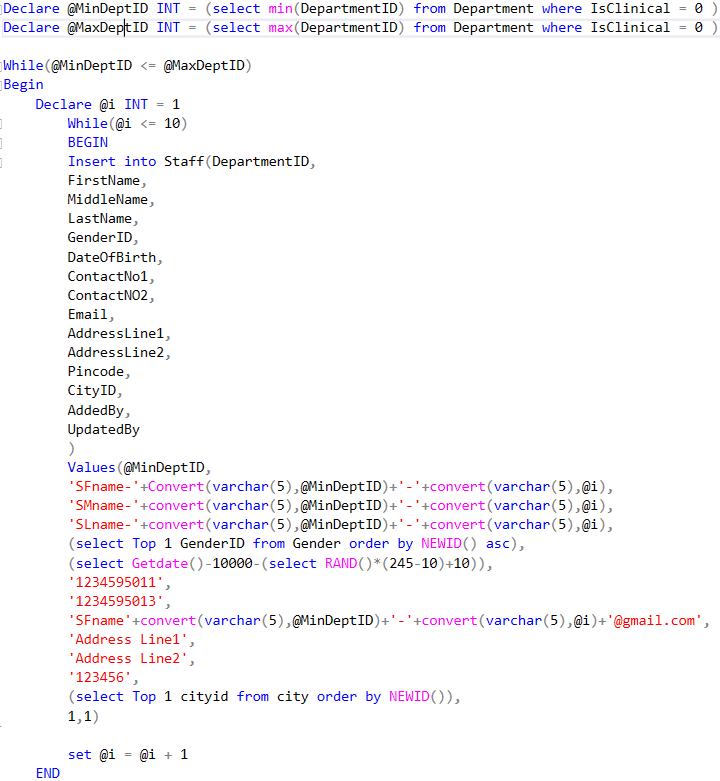 Declare @MinDeptID INT = (select min(DepartmentID) from Department where IsClinical = 0 )
Declare @MaxDeptID INT = (select max(DepartmentID) from Department where IsClinical = 0 )
While(@MinDeptID <= @MaxDeptID)
Begin
Declare @i INT = 1
While(@i <= 10)
BEGIN
Insert into Staff(DepartmentID,
FirstName,
MiddleName,
LastName,
GenderID,
DateOfBirth,
ContactNo1,
ContactNO2,
Email,
AddressLine1,
AddressLine2,
Pincode,
CityID,
AddedBy,
UpdatedBy
)
Values(@MinDeptID,
'SFname-'+Convert(varchar(5),@MinDeptID)+'-'+convert(varchar(5),@i),
'SMname-'+convert(varchar(5),@MinDeptID)+'-'+convert(varchar(5),@i),
'SLname-'+convert(varchar(5),@MinDeptID)+'-'+convert(varchar(5),@i),
(select Top 1 GenderID from Gender order by NEWID() asc),
(select Getdate()-10000-(select RAND()*(245-10)+10)),
'1234595011',
'1234595013',
'SFname'+convert(varchar(5),@MinDeptID)+'-'+convert(varchar(5),@i)+'@gmail.com',
'Address Line1',
'Address Line2',
'123456',
(select Top 1 cityid from city order by NEWID()),
1,1)
set @i = @i + 1
END